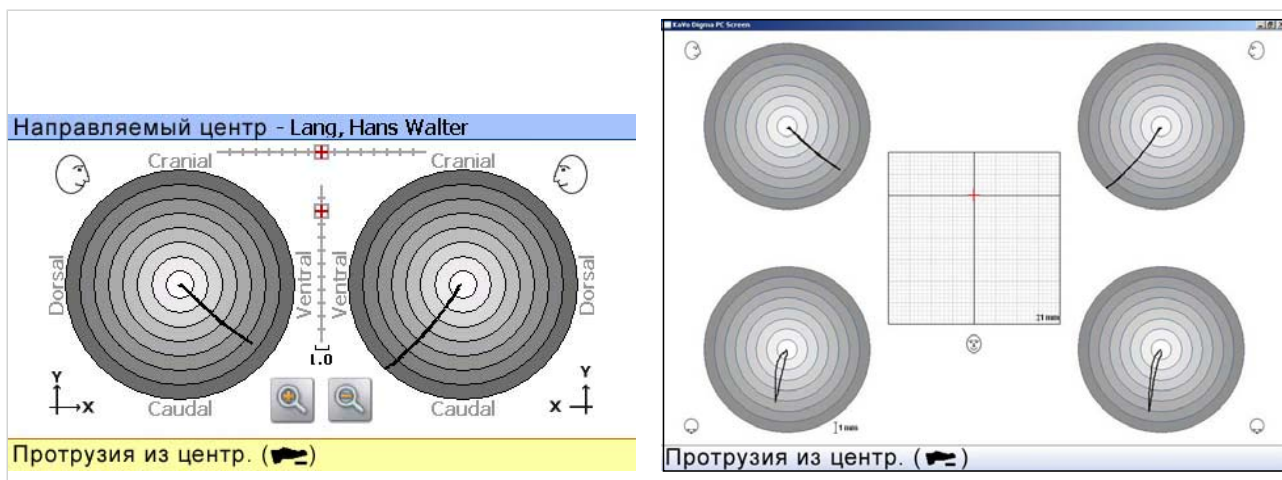 Направляемый центр - Lang, Hans Walter
Cranial
Cranial
Dorsal
Ventral
Ventral
Dorsal
1.0
Y
X
Y
X
Caudal
Caudal
Протрузия из центр. ( )
KaVo Digma PC Screen
1 mm
1 mm
Протрузия из центр. ( )